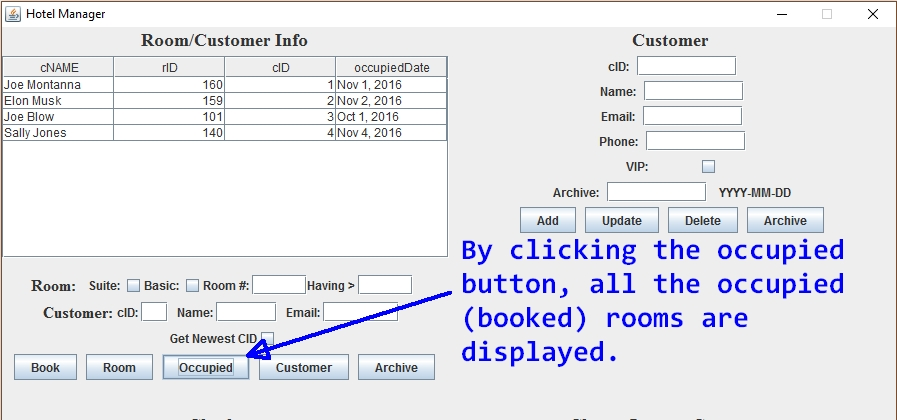 Hotel Manager
Room/Customer Info
cNAME rID cID occupiedDate
Joe Montanna 160 1 Nov 1, 2016
Elon Musk 159 2 Nov 2, 2016
Joe Blow 101 3 Oct 1, 2016
Sally Jones 140 4 Nov 4, 2016
Room: Suite: Basic: Room #: Having >
Customer: cID: Name: Email:
Get Newest CID
Book Room Occupied Customer Archive
Customer
cID:
Name:
Email:
Phone:
VIP:
Archive: YYYY-MM-DD
Add Update Delete Archive
By clicking the occupied
button, all the occupied
(booked) rooms are
displayed.